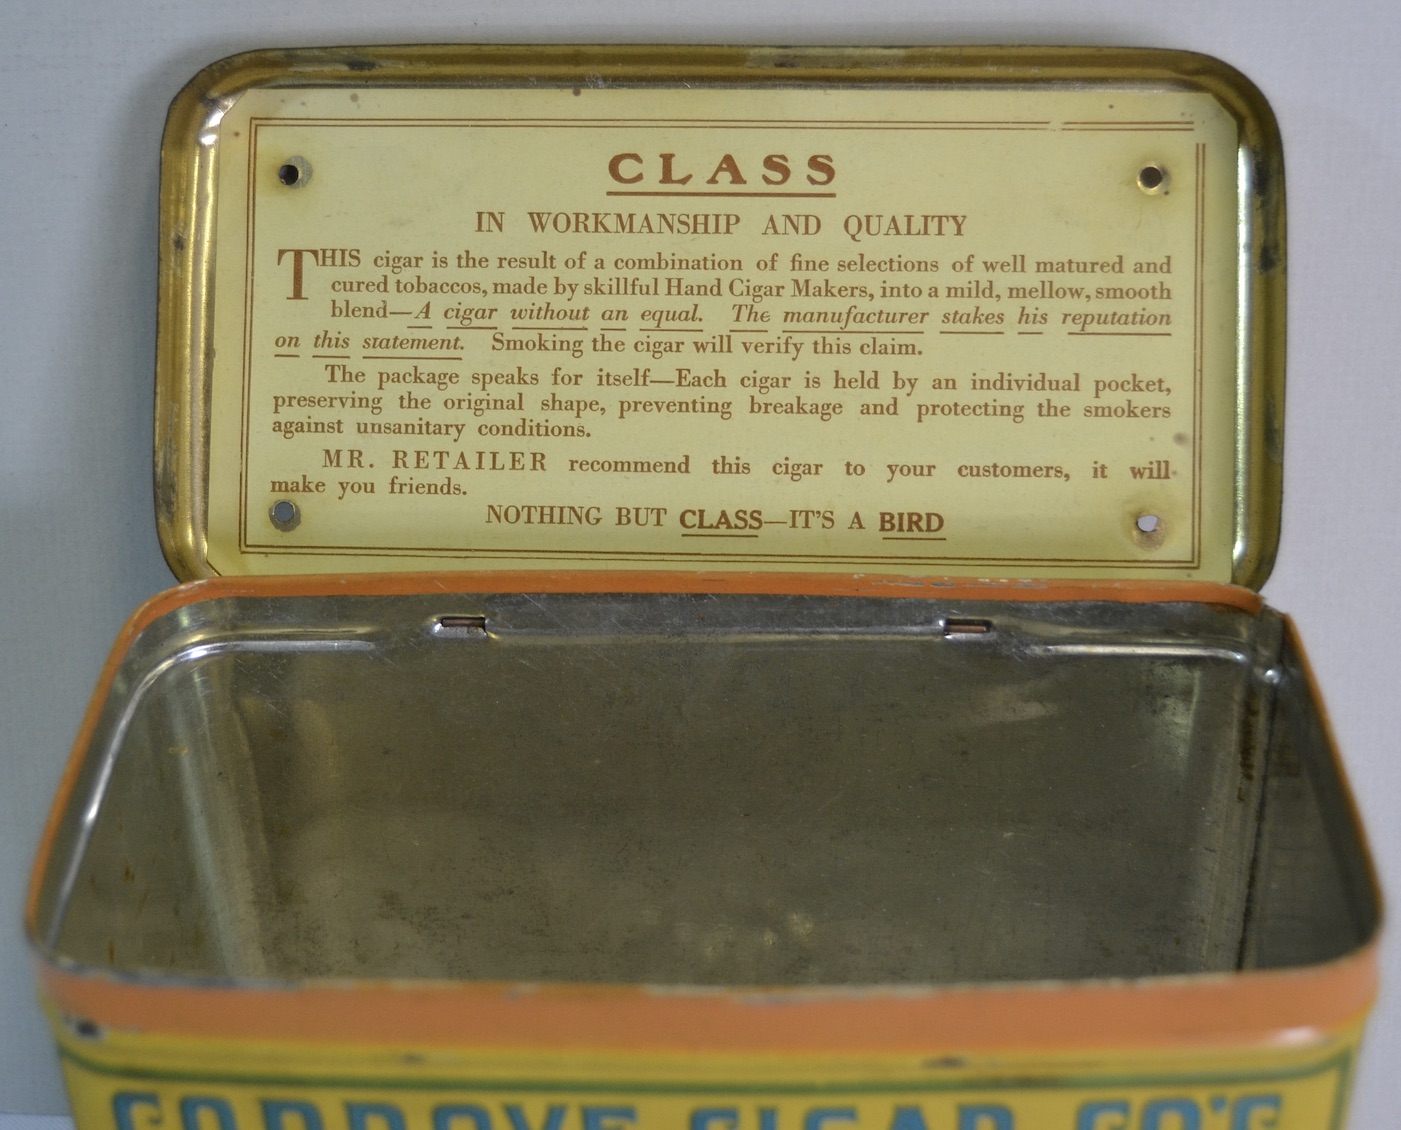 CLASS
IN WORKMANSHIP AND QUALITY
THIS cigar is the result of a combination of fine selections of well matured and
cured tobaccos, made by skillful Hand Cigar Makers, into a mild, mellow, smooth
blend—A cigar without an equal. The manufacturer stakes his reputation
on this statement. Smoking the cigar will verify this claim.
The package speaks for itself—Each cigar is held by an individual pocket,
preserving the original shape, preventing breakage and protecting the smokers
against unsanitary conditions.
MR. RETAILER recommend this cigar to your customers, it will
make you friends.
NOTHING BUT CLASS—IT'S A BIRD
CIGAR CO'S